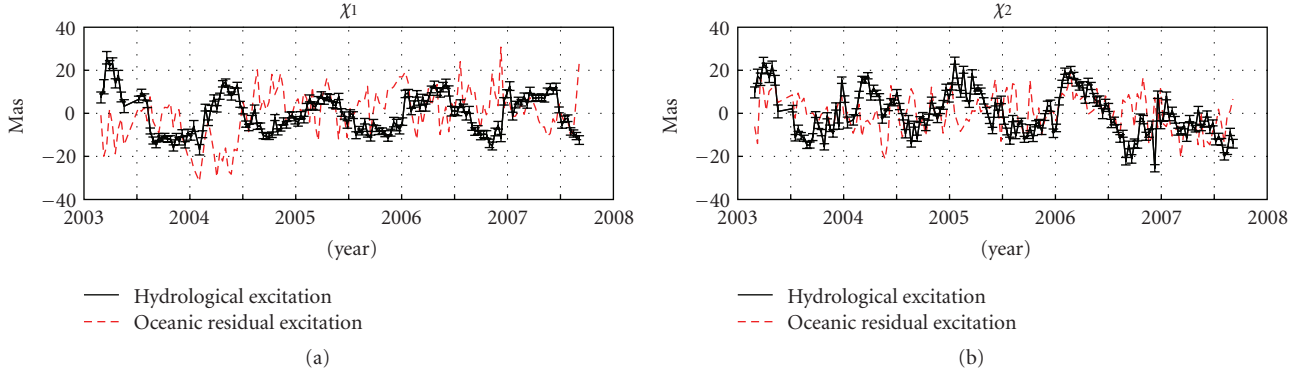 χ1
40
20
0
−20
−40
Mas
2003 2004 2005 2006 2007 2008
(year)
Hydrological excitation
Oceanic residual excitation
(a)
χ2
40
20
0
−20
−40
Mas
2003 2004 2005 2006 2007 2008
(year)
Hydrological excitation
Oceanic residual excitation
(b)